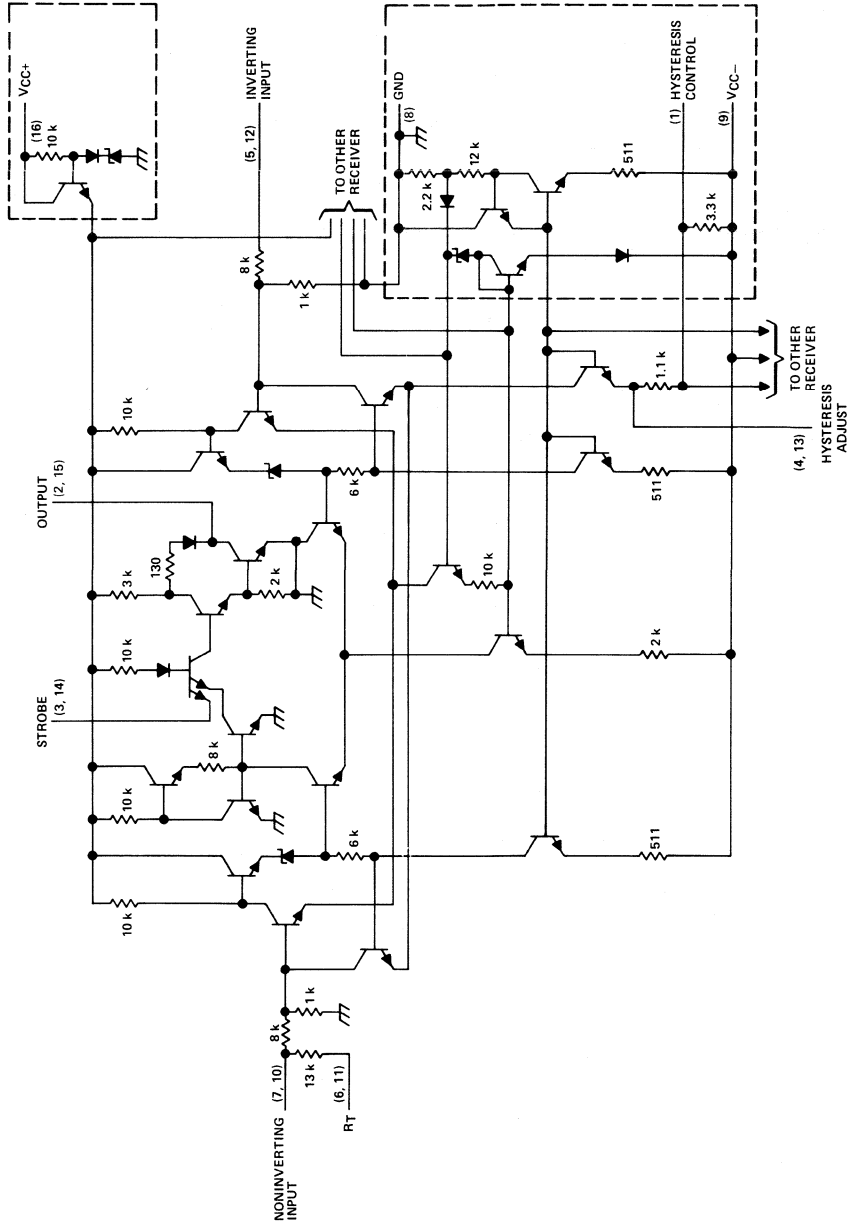 VCC+
(16)
10 k
INVERTING
INPUT
(5, 12)
8 k
1 k
TO OTHER
RECEIVER
GND
(8)
2.2 k
12 k
511
(1)
HYSTERESIS
CONTROL
3.3 k
(9)
VCC−
10 k
6 k
1.1 k
TO OTHER
RECEIVER
(4, 13)
HYSTERESIS
ADJUST
511
OUTPUT
(2, 15)
130
3 k
2 k
10 k
2 k
10 k
STROBE
(3, 14)
8 k
10 k
6 k
511
10 k
1 k
8 k
13 k
NONINVERTING
INPUT
(7, 10)
RT
(6, 11)